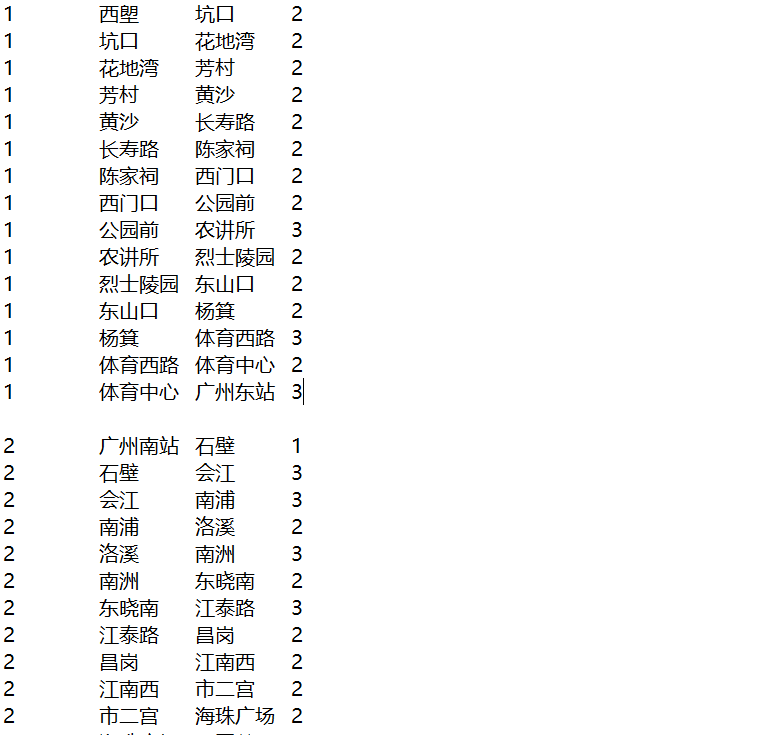 1 西塱 坑口 2
1 坑口 花地湾 2
1 花地湾 芳村 2
1 芳村 黄沙 2
1 黄沙 长寿路 2
1 长寿路 陈家祠 2
1 陈家祠 西门口 2
1 西门口 公园前 2
1 公园前 农讲所 3
1 农讲所 烈士陵园 2
1 烈士陵园 东山口 2
1 东山口 杨箕 2
1 杨箕 体育西路 3
1 体育西路 体育中心 2
1 体育中心 广州东站 3
2 广州南站 石壁 1
2 石壁 会江 3
2 会江 南浦 3
2 南浦 洛溪 2
2 洛溪 南洲 3
2 南洲 东晓南 2
2 东晓南 江泰路 3
2 江泰路 昌岗 2
2 昌岗 江南西 2
2 江南西 市二宫 2
2 市二宫 海珠广场 2